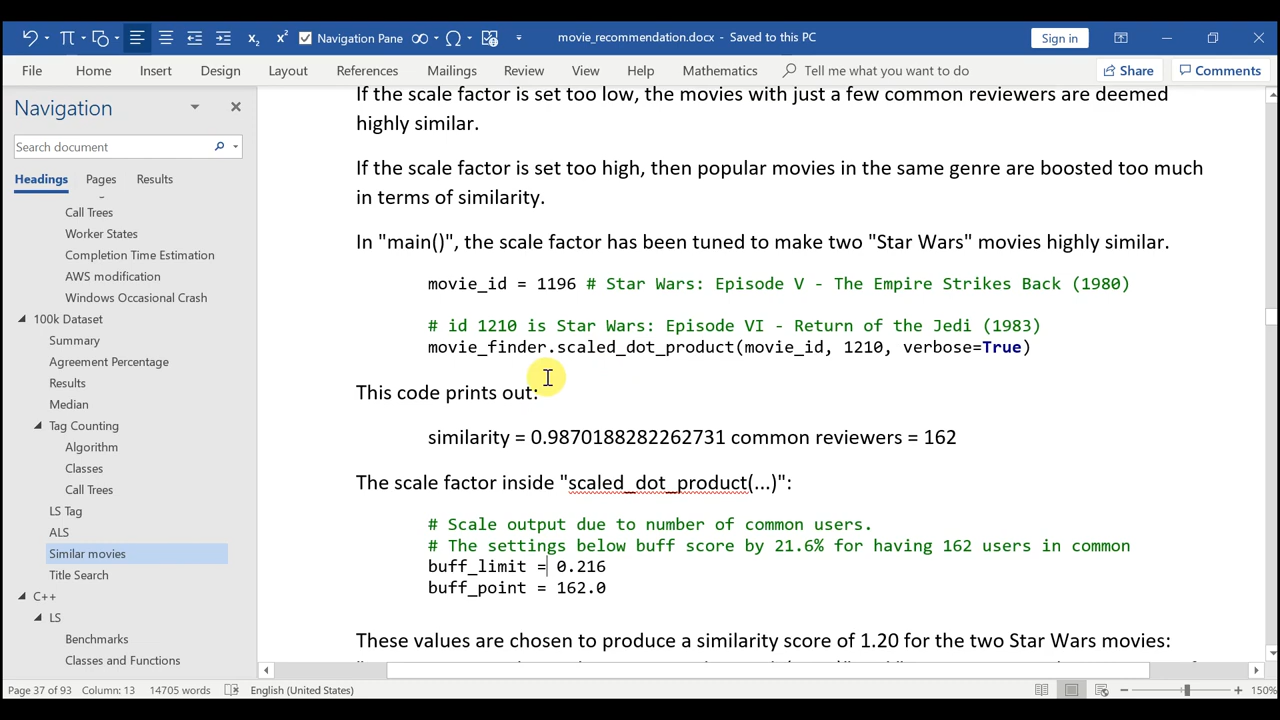 movie_recommendation.docx - Saved to this PC
Navigation Pane
Sign in
File Home Insert Design Layout References Mailings Review View Help Mathematics Tell me what you want to do Share Comments
Navigation
Search document
Headings Pages Results
Call Trees
Worker States
Completion Time Estimation
AWS modification
Windows Occasional Crash
100k Dataset
Summary
Agreement Percentage
Results
Median
Tag Counting
Algorithm
Classes
Call Trees
LS Tag
ALS
Similar movies
Title Search
C++
LS
Benchmarks
Classes and Functions
If the scale factor is set too low, the movies with just a few common reviewers are deemed
highly similar.
If the scale factor is set too high, then popular movies in the same genre are boosted too much
in terms of similarity.
In "main()", the scale factor has been tuned to make two "Star Wars" movies highly similar.
movie_id = 1196 # Star Wars: Episode V - The Empire Strikes Back (1980)
# id 1210 is Star Wars: Episode VI - Return of the Jedi (1983)
movie_finder.scaled_dot_product(movie_id, 1210, verbose=True)
This code prints out:
similarity = 0.9870188282262731 common reviewers = 162
The scale factor inside "scaled_dot_product(...)":
# Scale output due to number of common users.
# The settings below buff score by 21.6% for having 162 users in common
buff_limit = 0.216
buff_point = 162.0
These values are chosen to produce a similarity score of 1.20 for the two Star Wars movies:
Page 37 of 93 Column: 13 14705 words English (United States) 150%